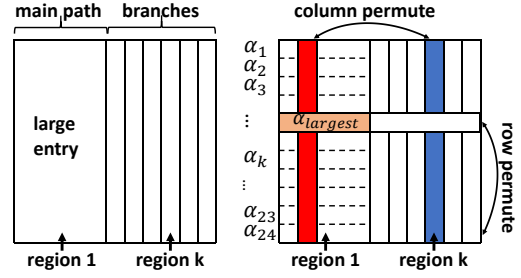 main path branches
large
entry
region 1 region k
column permute
α1
α2
α3
...
αlargest
αk
...
α23
α24
row permute
region 1 region k